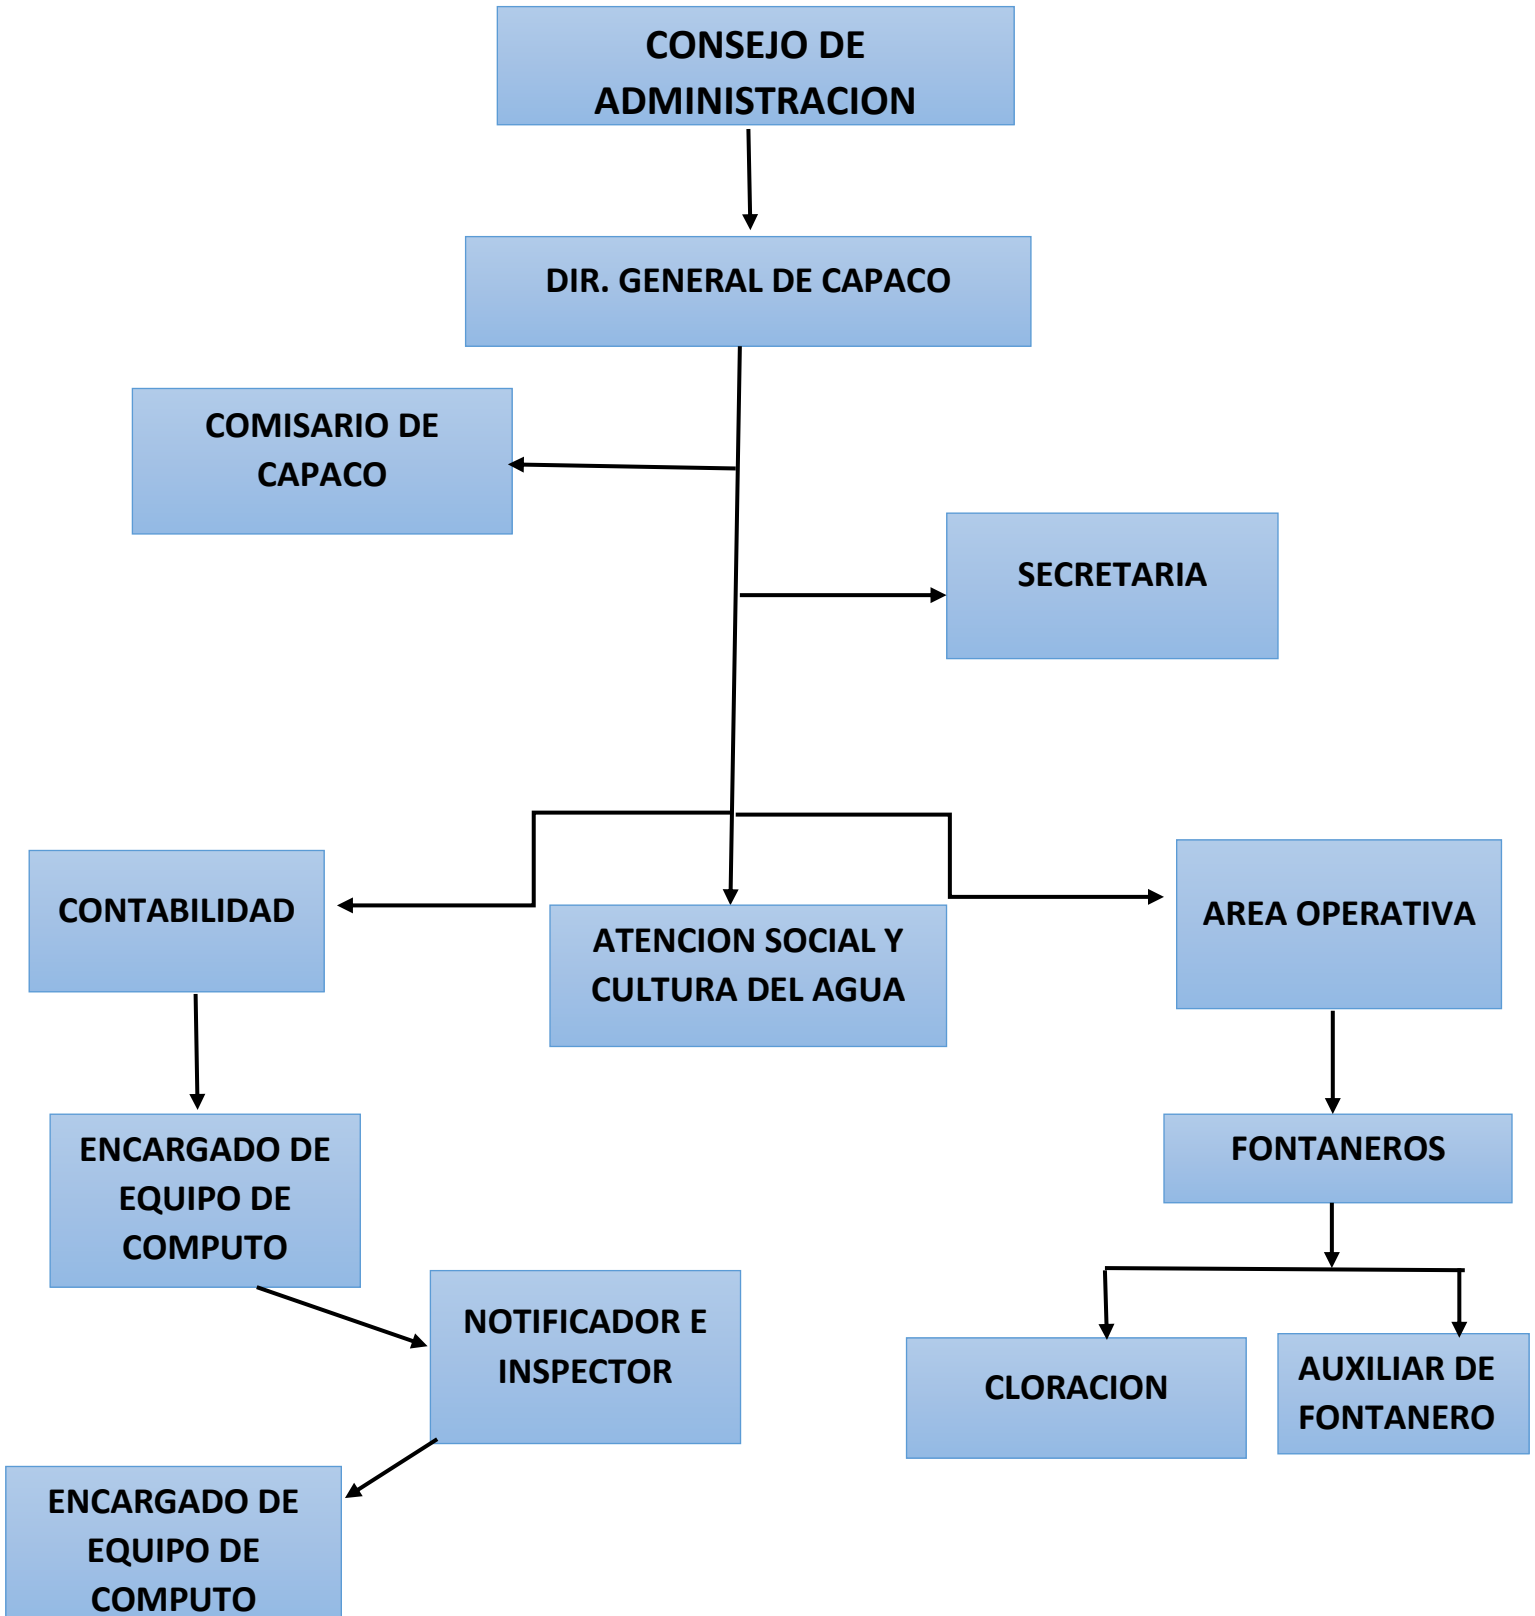 CONSEJO DE
ADMINISTRACION
DIR. GENERAL DE CAPACO
COMISARIO DE
CAPACO
SECRETARIA
CONTABILIDAD
ATENCION SOCIAL Y
CULTURA DEL AGUA
AREA OPERATIVA
ENCARGADO DE
EQUIPO DE
COMPUTO
FONTANEROS
NOTIFICADOR E
INSPECTOR
CLORACION
AUXILIAR DE
FONTANERO
ENCARGADO DE
EQUIPO DE
COMPUTO